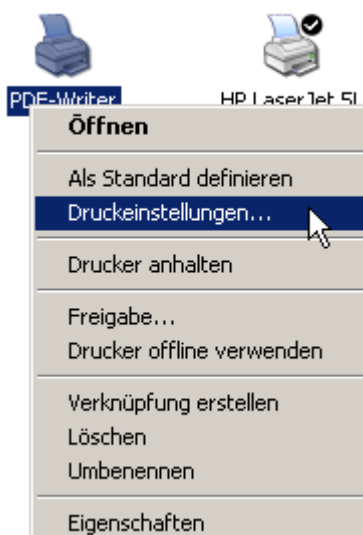 PDF-Writer
HP LaserJet 5L
Öffnen
Als Standard definieren
Druckeinstellungen...
Drucker anhalten
Freigabe...
Drucker offline verwenden
Verknüpfung erstellen
Löschen
Umbenennen
Eigenschaften